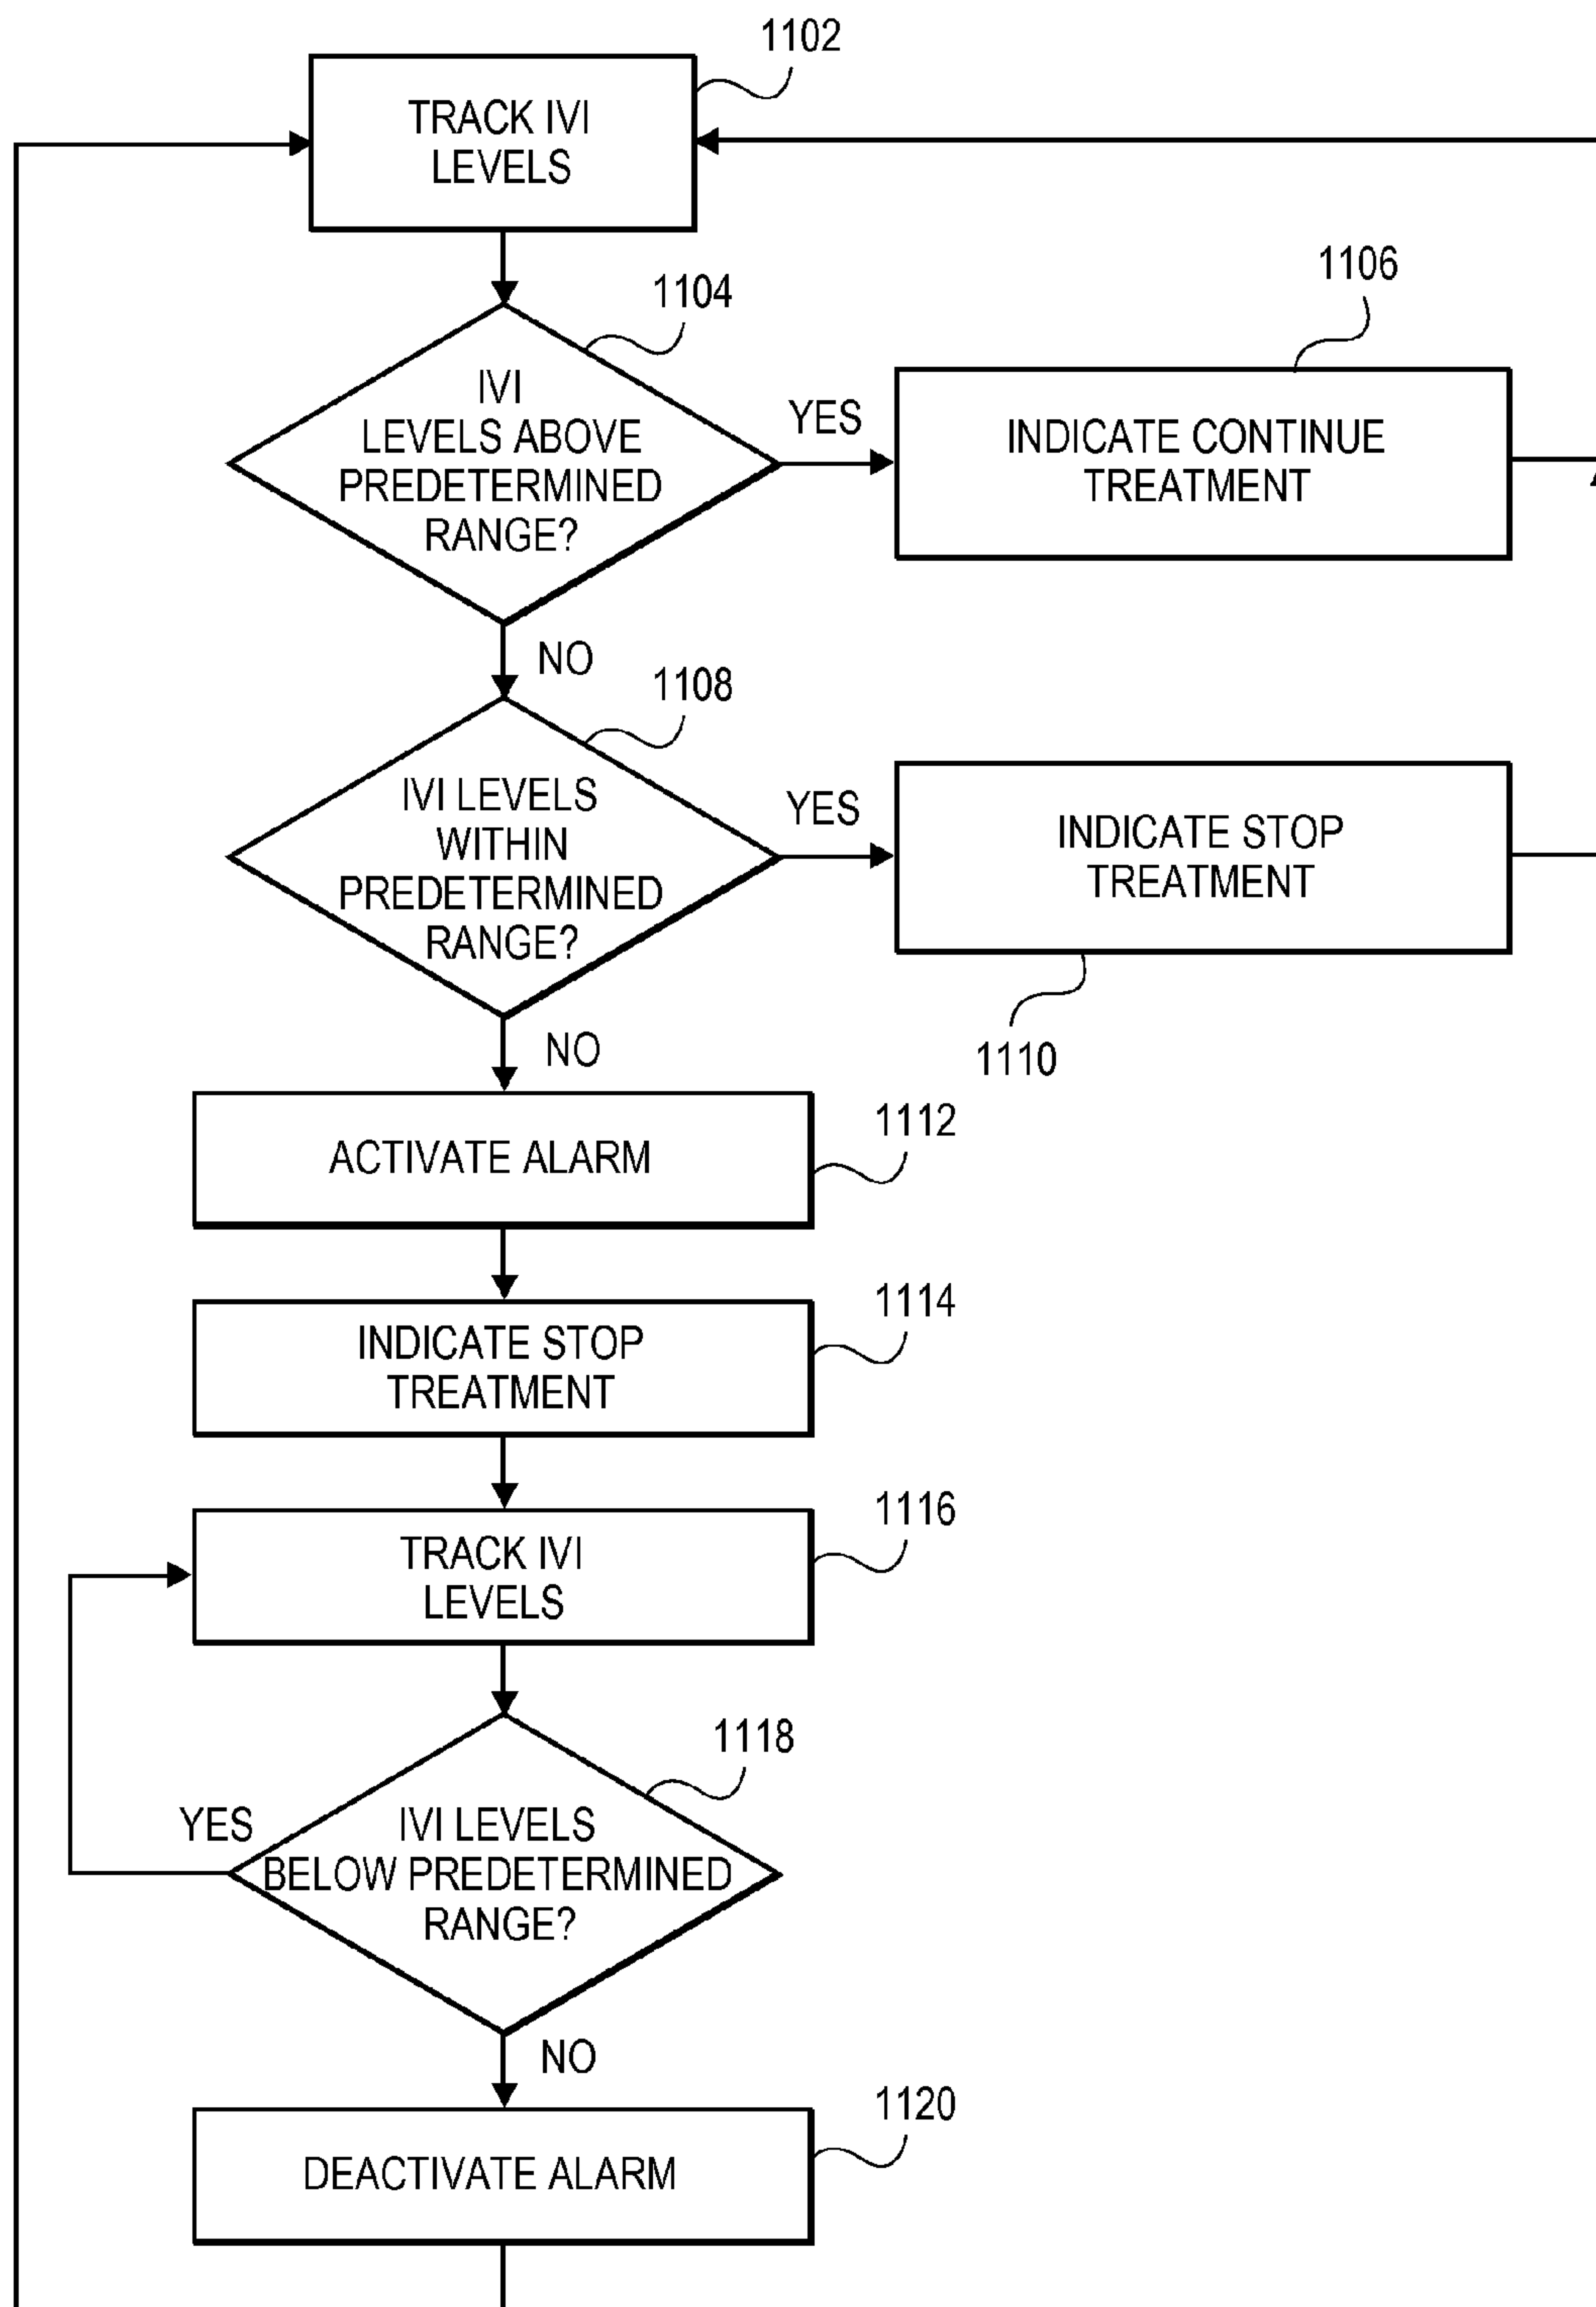 1102
TRACK IVI
LEVELS
1104
1106
IVI
LEVELS ABOVE
PREDETERMINED
RANGE?
YES
INDICATE CONTINUE
TREATMENT
NO
1108
IVI LEVELS
WITHIN
PREDETERMINED
RANGE?
YES
INDICATE STOP
TREATMENT
1110
NO
ACTIVATE ALARM
1112
INDICATE STOP
TREATMENT
1114
TRACK IVI
LEVELS
1116
1118
YES
IVI LEVELS
BELOW PREDETERMINED
RANGE?
NO
DEACTIVATE ALARM
1120